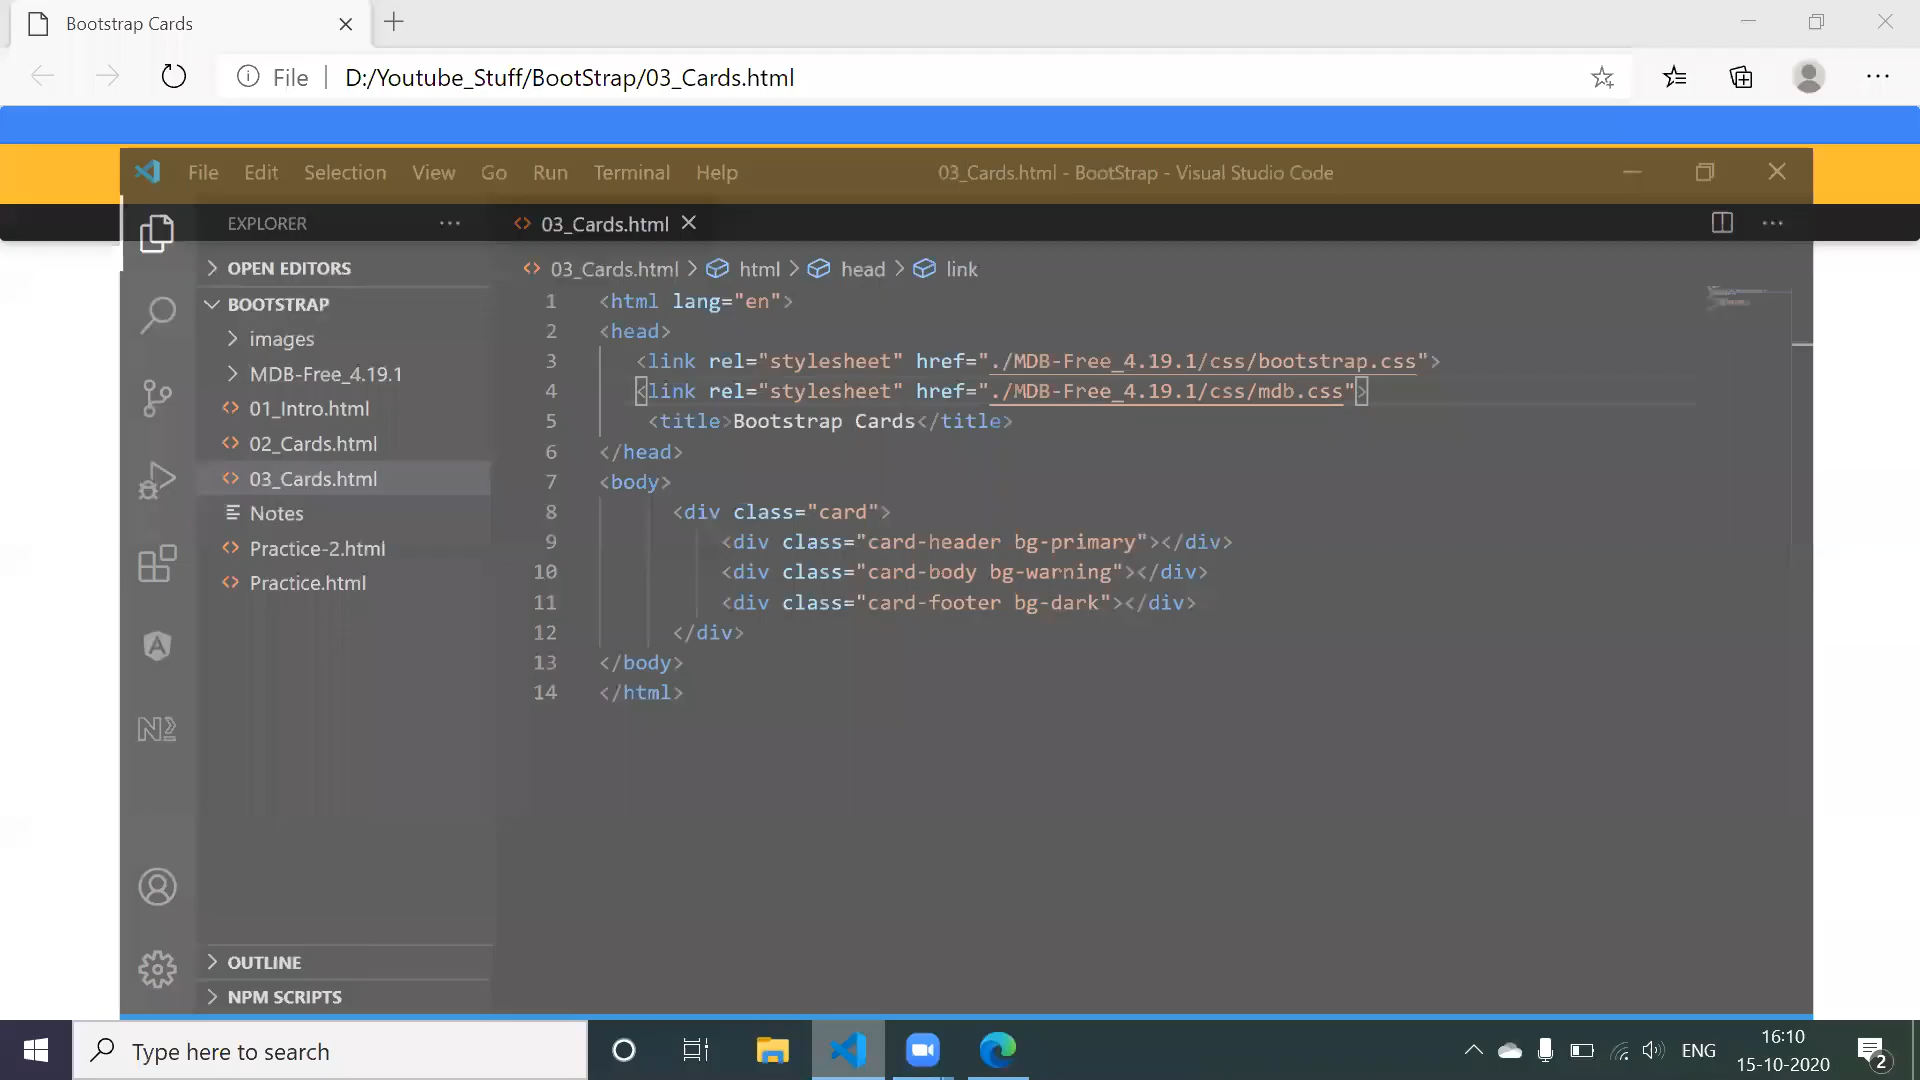 Bootstrap Cards
File | D:/Youtube_Stuff/BootStrap/03_Cards.html
File Edit Selection View Go Run Terminal Help 03_Cards.html - BootStrap - Visual Studio Code
EXPLORER
03_Cards.html
OPEN EDITORS
03_Cards.html > html > head > link
BOOTSTRAP
images
MDB-Free_4.19.1
01_Intro.html
02_Cards.html
03_Cards.html
Notes
Practice-2.html
Practice.html
1 <html lang="en">
2 <head>
3 <link rel="stylesheet" href="./MDB-Free_4.19.1/css/bootstrap.css">
4 <link rel="stylesheet" href="./MDB-Free_4.19.1/css/mdb.css">
5 <title>Bootstrap Cards</title>
6 </head>
7 <body>
8 <div class="card">
9 <div class="card-header bg-primary"></div>
10 <div class="card-body bg-warning"></div>
11 <div class="card-footer bg-dark"></div>
12 </div>
13 </body>
14 </html>
OUTLINE
NPM SCRIPTS
Type here to search
ENG
16:10
15-10-2020
2